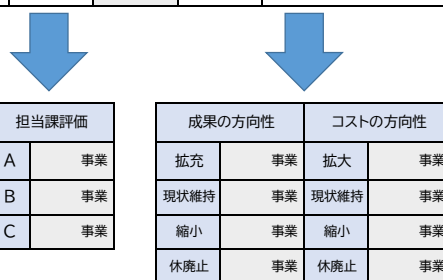 担当課評価
A 事業
B 事業
C 事業
成果の方向性 コストの方向性
拡充 事業 拡大 事業
現状維持 事業 現状維持 事業
縮小 事業 縮小 事業
休廃止 事業 休廃止 事業